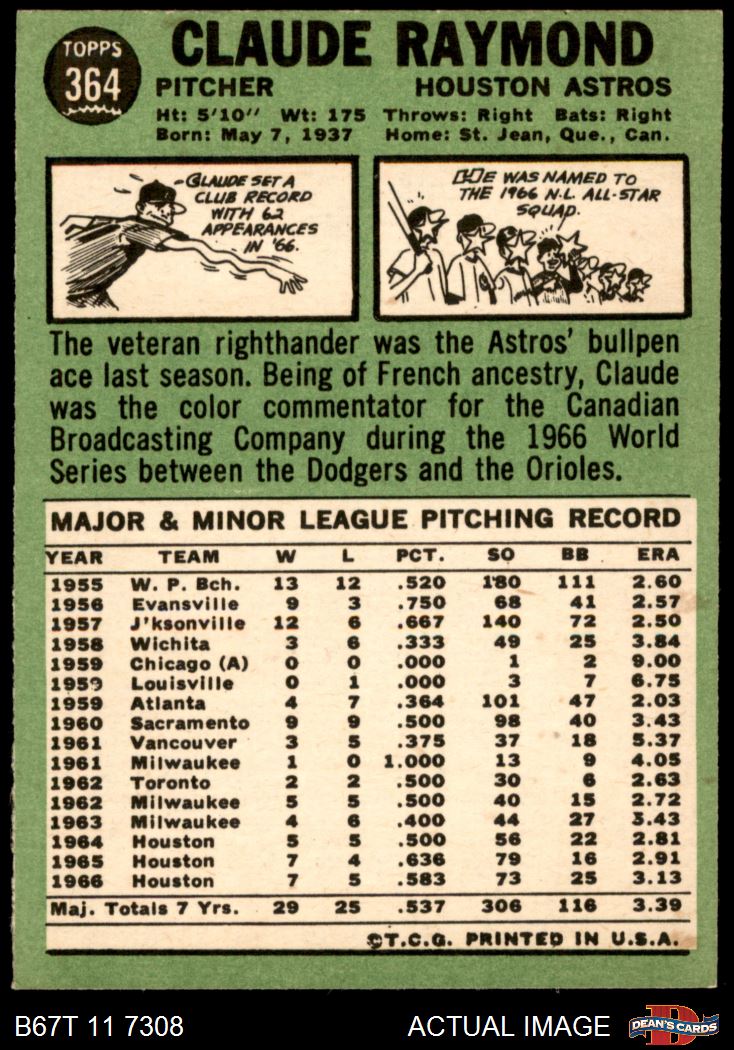 TOPPS
364
CLAUDE RAYMOND
PITCHER HOUSTON ASTROS
Ht: 5'10" Wt: 175 Throws: Right Bats: Right
Born: May 7, 1937 Home: St. Jean, Que., Can.
CLAUDE SET A
CLUB RECORD
WITH 62
APPEARANCES
IN '66.
HE WAS NAMED TO
THE 1966 N.L. ALL-STAR
SQUAD.
The veteran righthander was the Astros' bullpen
ace last season. Being of French ancestry, Claude
was the color commentator for the Canadian
Broadcasting Company during the 1966 World
Series between the Dodgers and the Orioles.
MAJOR & MINOR LEAGUE PITCHING RECORD
YEAR TEAM W L PCT. SO BB ERA
1955 W. P. Bch. 13 12 .520 180 111 2.60
1956 Evansville 9 3 .750 68 41 2.57
1957 J'ksonville 12 6 .667 140 72 2.50
1958 Wichita 3 6 .333 49 25 3.84
1959 Chicago (A) 0 0 .000 1 2 9.00
1959 Louisville 0 1 .000 3 7 6.75
1959 Atlanta 4 7 .364 101 47 2.03
1960 Sacramento 9 9 .500 98 40 3.43
1961 Vancouver 3 5 .375 37 18 5.37
1961 Milwaukee 1 0 1.000 13 9 4.05
1962 Toronto 2 2 .500 30 6 2.63
1962 Milwaukee 5 5 .500 40 15 2.72
1963 Milwaukee 4 6 .400 44 27 5.43
1964 Houston 5 5 .500 56 22 2.81
1965 Houston 7 4 .636 79 16 2.91
1966 Houston 7 5 .583 73 25 3.13
Maj. Totals 7 Yrs. 29 25 .537 306 116 3.39
©T.C.G. PRINTED IN U.S.A.
B67T 11 7308 ACTUAL IMAGE
D
DEAN'S CARDS